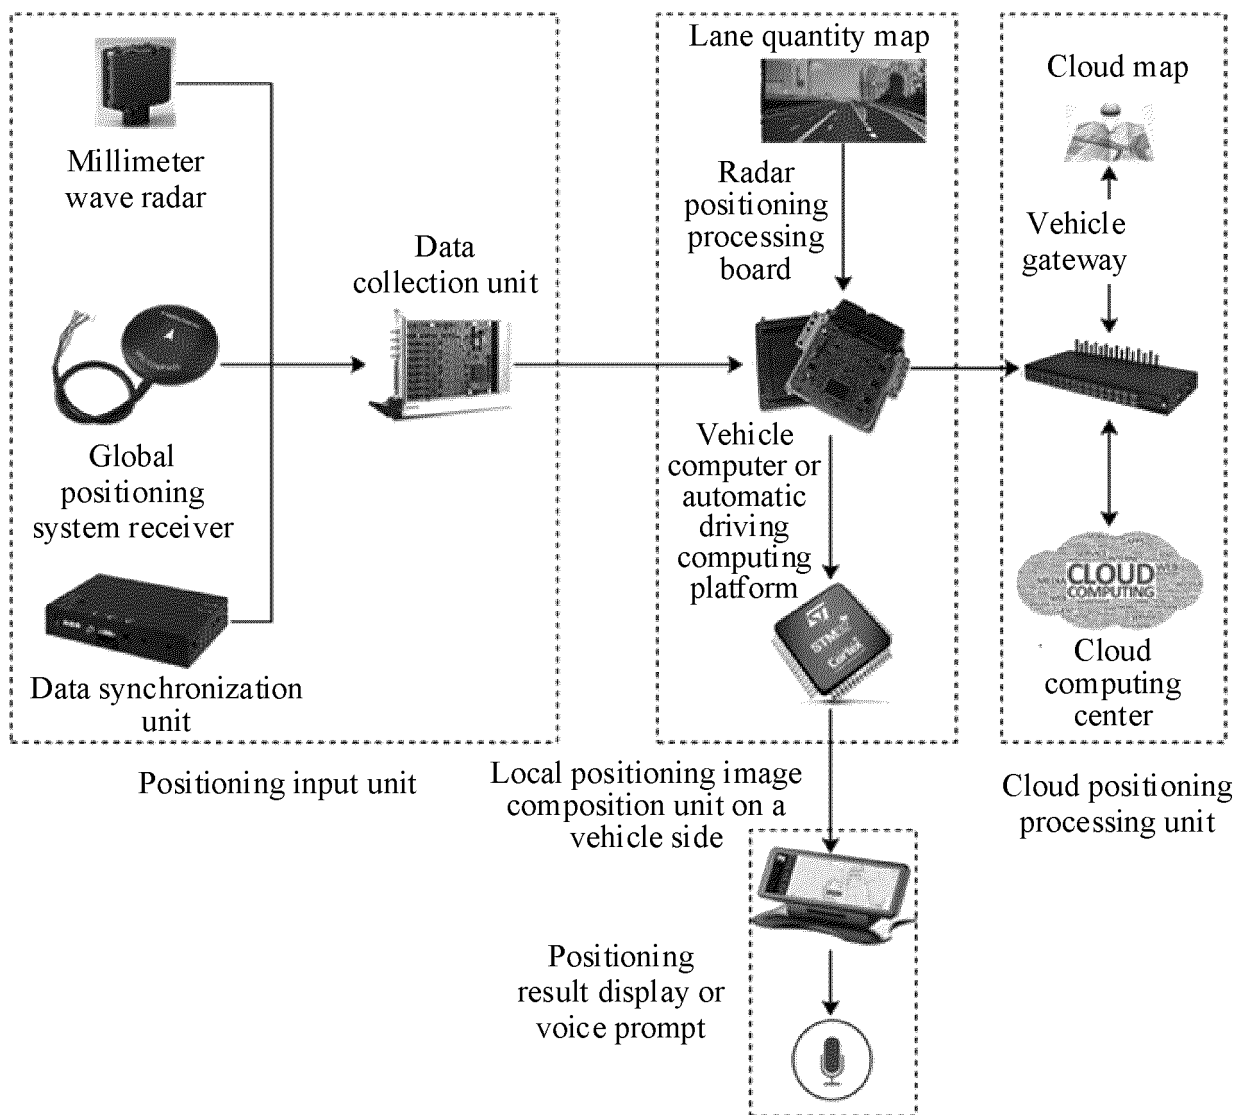 Millimeter
wave radar
Global
positioning
system receiver
Data synchronization
unit
Data
collection unit
Positioning input unit
Lane quantity map
Radar
positioning
processing
board
Vehicle
computer or
automatic
driving
computing
platform
STM
Local positioning image
composition unit on a
vehicle side
Positioning
result display or
voice prompt
Cloud map
Vehicle
gateway
CLOUD
COMPUTING
Cloud
computing
center
Cloud positioning
processing unit